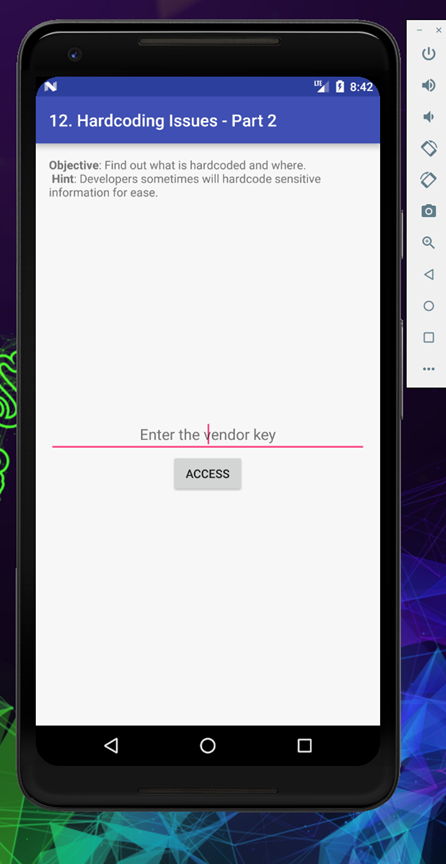 LTE 8:42
12. Hardcoding Issues - Part 2
Objective: Find out what is hardcoded and where.
Hint: Developers sometimes will hardcode sensitive
information for ease.
Enter the vendor key
ACCESS